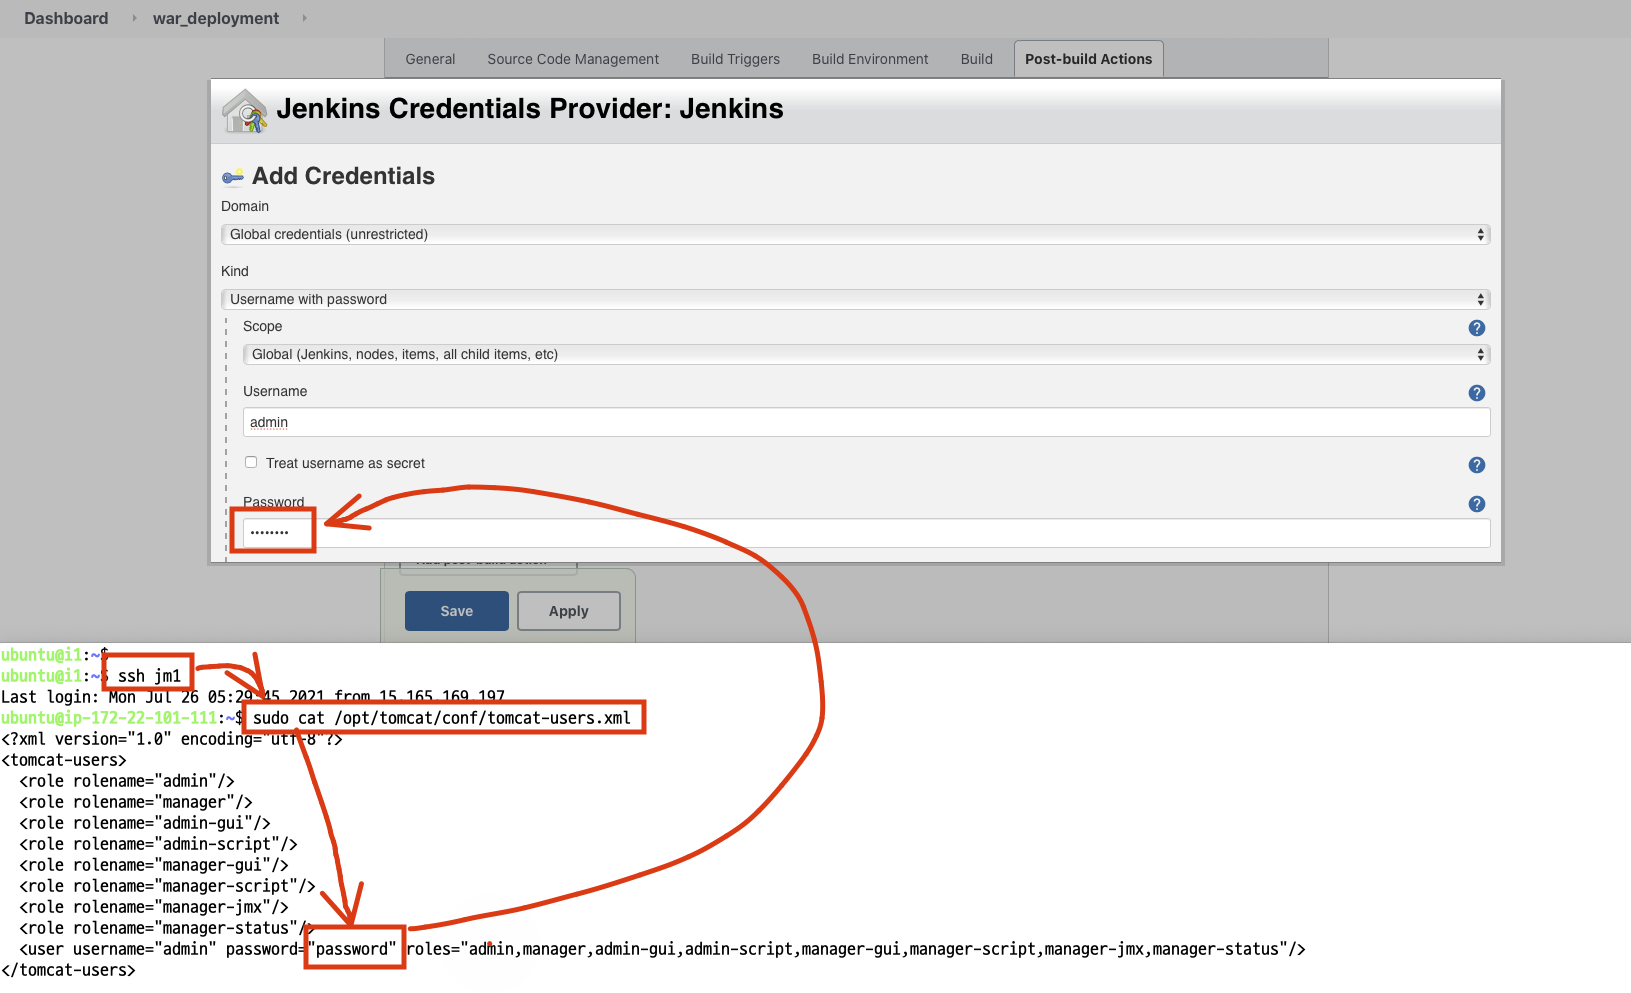 Dashboard war_deployment
General Source Code Management Build Triggers Build Environment Build Post-build Actions
Jenkins Credentials Provider: Jenkins
Add Credentials
Domain
Global credentials (unrestricted)
Kind
Username with password
Scope
Global (Jenkins, nodes, items, all child items, etc)
Username
admin
Treat username as secret
Password
••••••••
Add post-build action
Save Apply
ubuntu@i1:~$
ubuntu@i1:~$ ssh jm1
Last login: Mon Jul 26 05:29:45 2021 from 15.165.169.197
ubuntu@ip-172-22-101-111:~$ sudo cat /opt/tomcat/conf/tomcat-users.xml
<?xml version="1.0" encoding="utf-8"?>
<tomcat-users>
  <role rolename="admin"/>
  <role rolename="manager"/>
  <role rolename="admin-gui"/>
  <role rolename="admin-script"/>
  <role rolename="manager-gui"/>
  <role rolename="manager-script"/>
  <role rolename="manager-jmx"/>
  <role rolename="manager-status"/>
  <user username="admin" password="password" roles="admin,manager,admin-gui,admin-script,manager-gui,manager-script,manager-jmx,manager-status"/>
</tomcat-users>